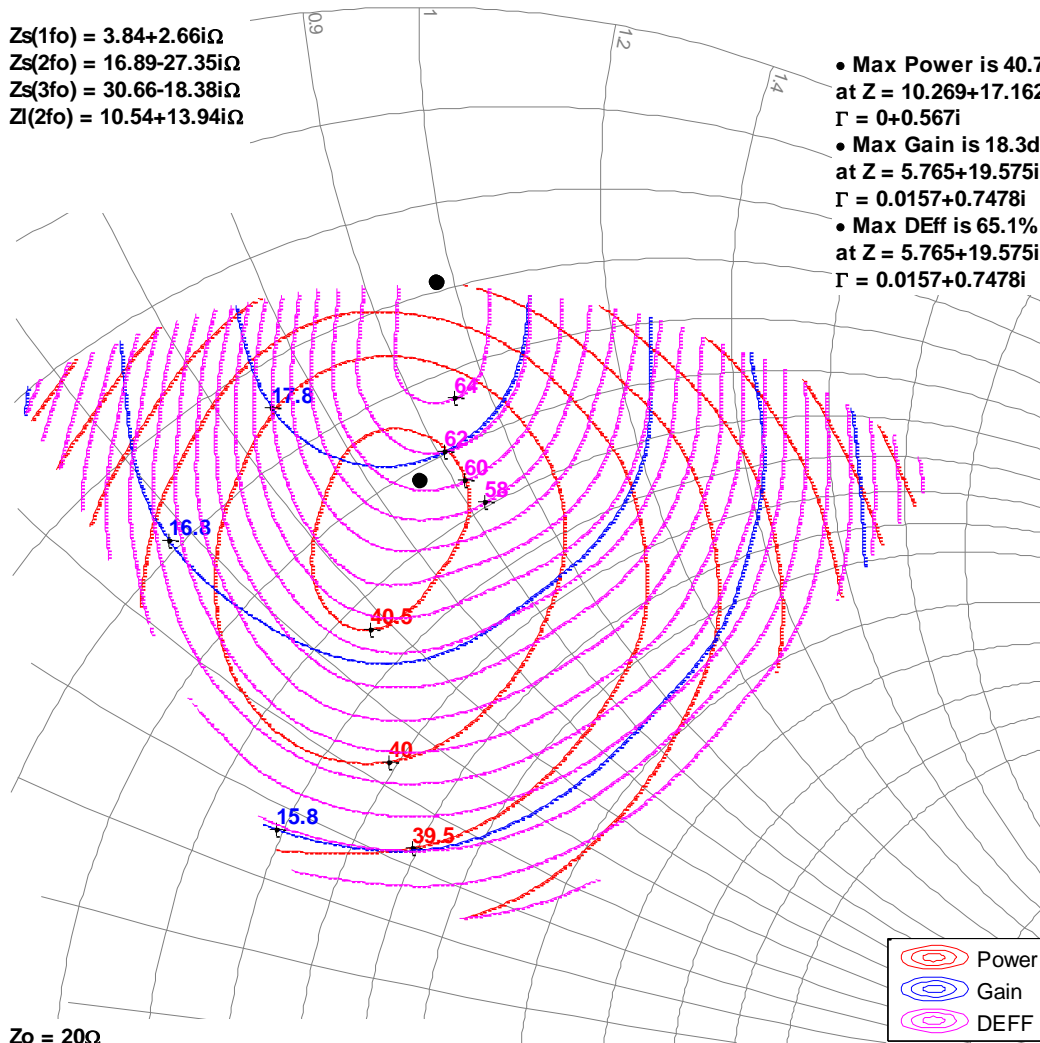 Zs(1fo) = 3.84+2.66iΩ
Zs(2fo) = 16.89-27.35iΩ
Zs(3fo) = 30.66-18.38iΩ
Zl(2fo) = 10.54+13.94iΩ
0.9
1
1.2
1.4
• Max Power is 40.7
at Z = 10.269+17.162
Γ = 0+0.567i
• Max Gain is 18.3d
at Z = 5.765+19.575i
Γ = 0.0157+0.7478i
• Max DEff is 65.1%
at Z = 5.765+19.575i
Γ = 0.0157+0.7478i
64
17.8
62
60
58
16.8
40.5
40
15.8
39.5
Power
Gain
DEFF
Zo = 20Ω